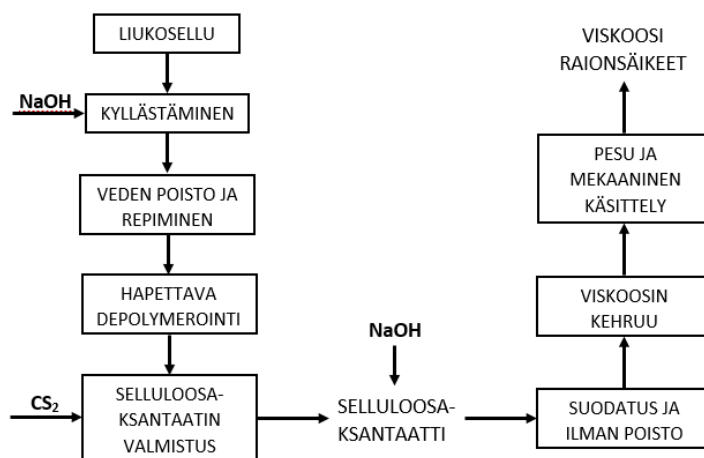 LIUKOSELLU
NaOH
KYLLÄSTÄMINEN
VEDEN POISTO JA
REPIMINEN
HAPETTAVA
DEPOLYMEROINTI
CS₂
SELLULOOSA-
KSANTAATIN
VALMISTUS
NaOH
SELLULOOSA-
KSANTAATTI
SUODATUS JA
ILMAN POISTO
VISKOOSIN
KEHRUU
PESU JA
MEKAANINEN
KÄSITTELY
VISKOOSI
RAIONSÄIKEET